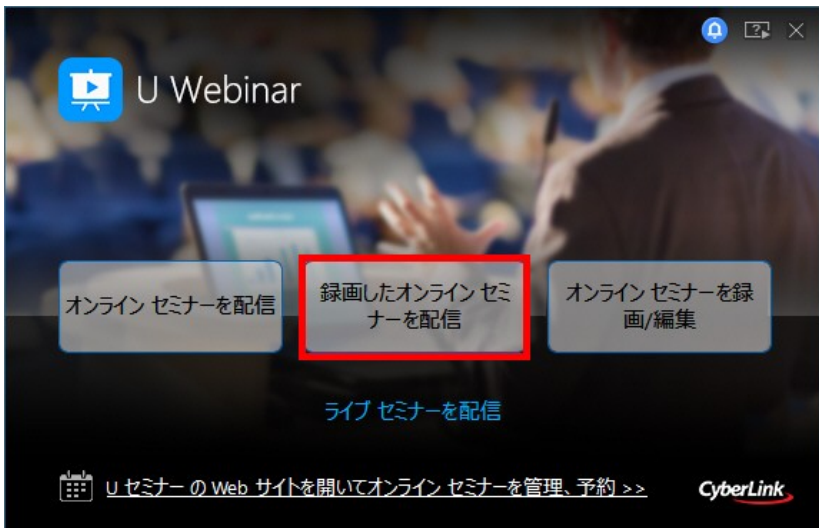 U Webinar
オンライン セミナーを配信
録画したオンライン セミ
ナーを配信
オンライン セミナーを録
画/編集
ライブ セミナーを配信
U セミナー の Web サイトを開いてオンライン セミナーを管理、予約 >>
CyberLink